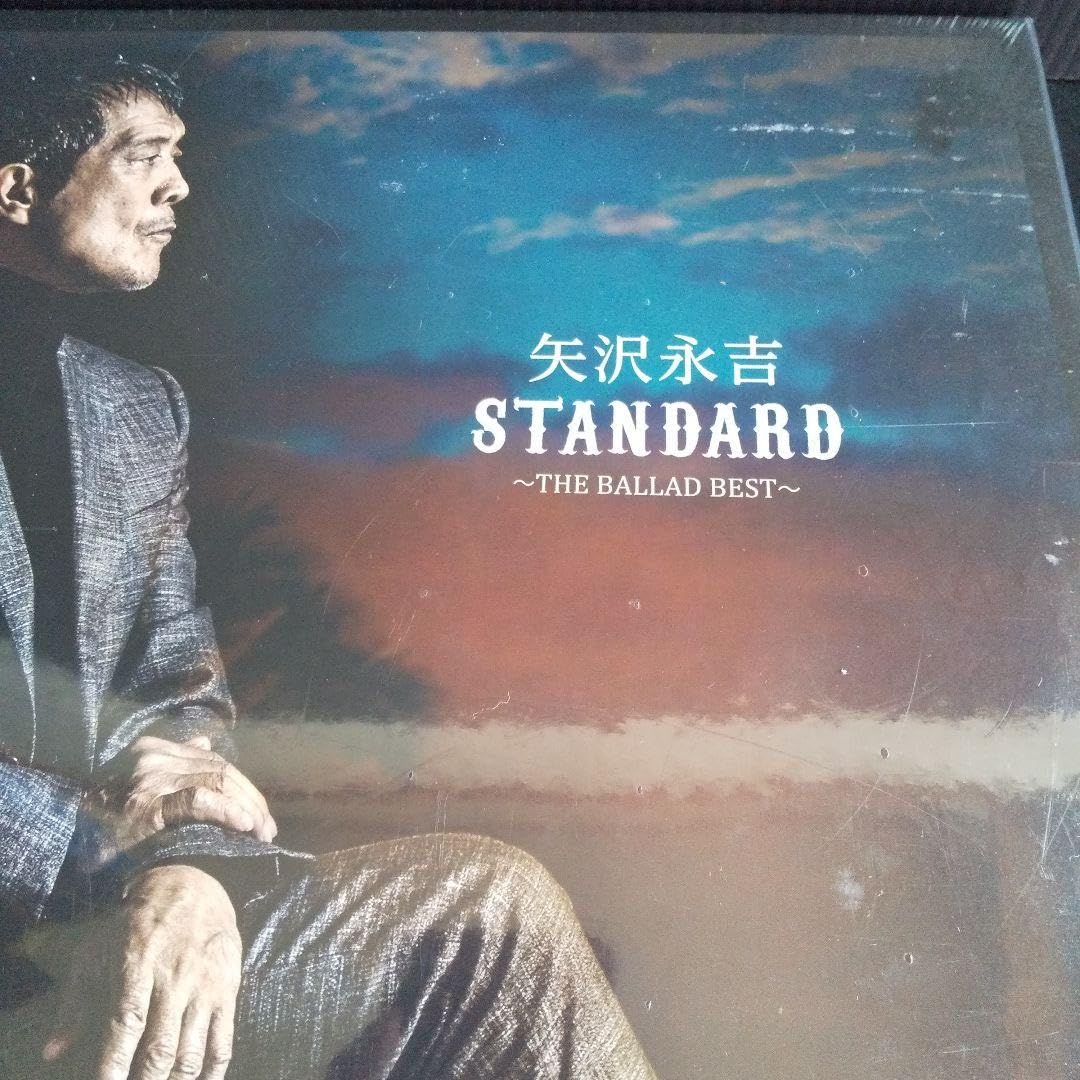 矢沢永吉
STANDARD
～THE BALLAD BEST～